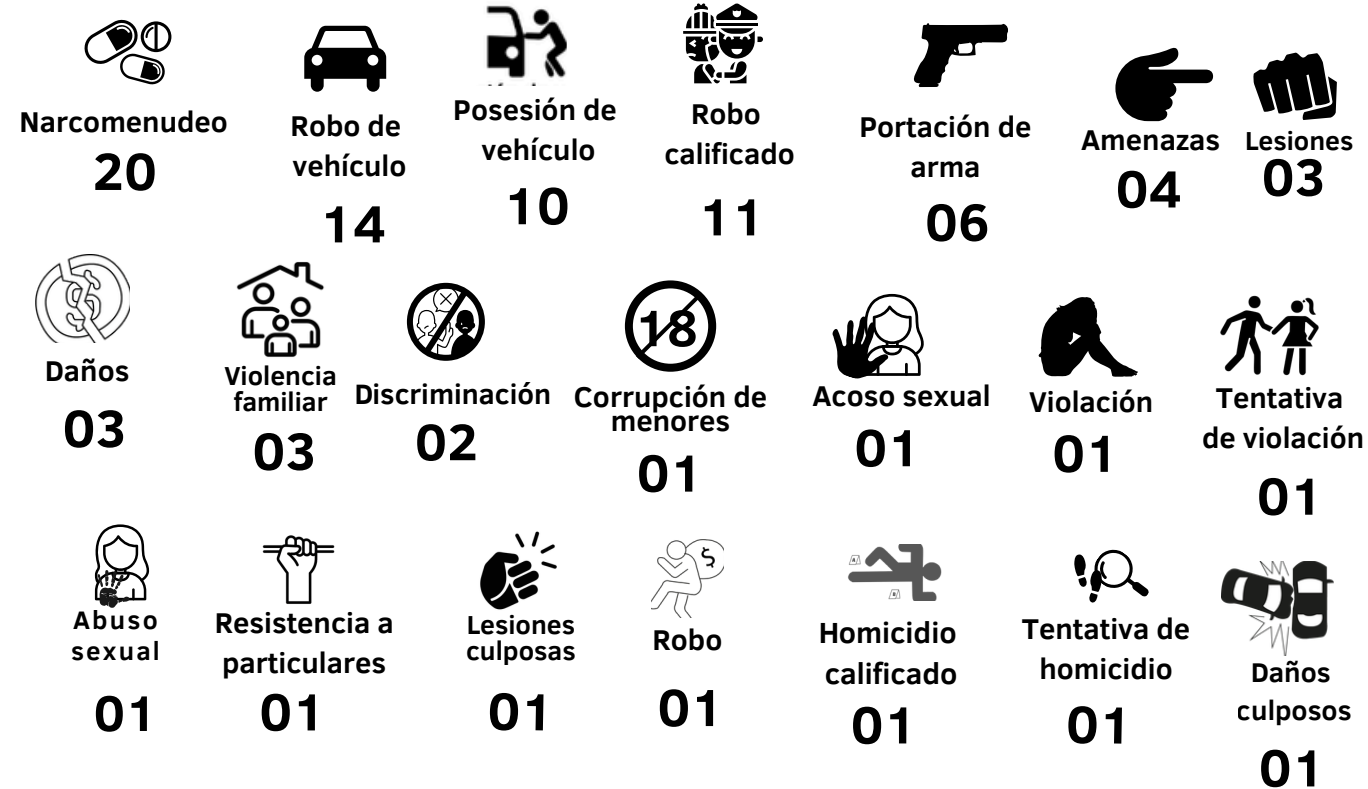 Narcomenudeo
20
Robo de
vehículo
14
Posesión de
vehículo
10
Robo
calificado
11
Portación de
arma
06
Amenazas
04
Lesiones
03
$
Daños
03
Violencia
familiar
03
Discriminación
02
18
Corrupción de
menores
01
Acoso sexual
01
Violación
01
Tentativa
de violación
01
Abuso
sexual
01
Resistencia a
particulares
01
Lesiones
culposas
01
$
Robo
01
Homicidio
calificado
01
Tentativa de
homicidio
01
Daños
culposos
01